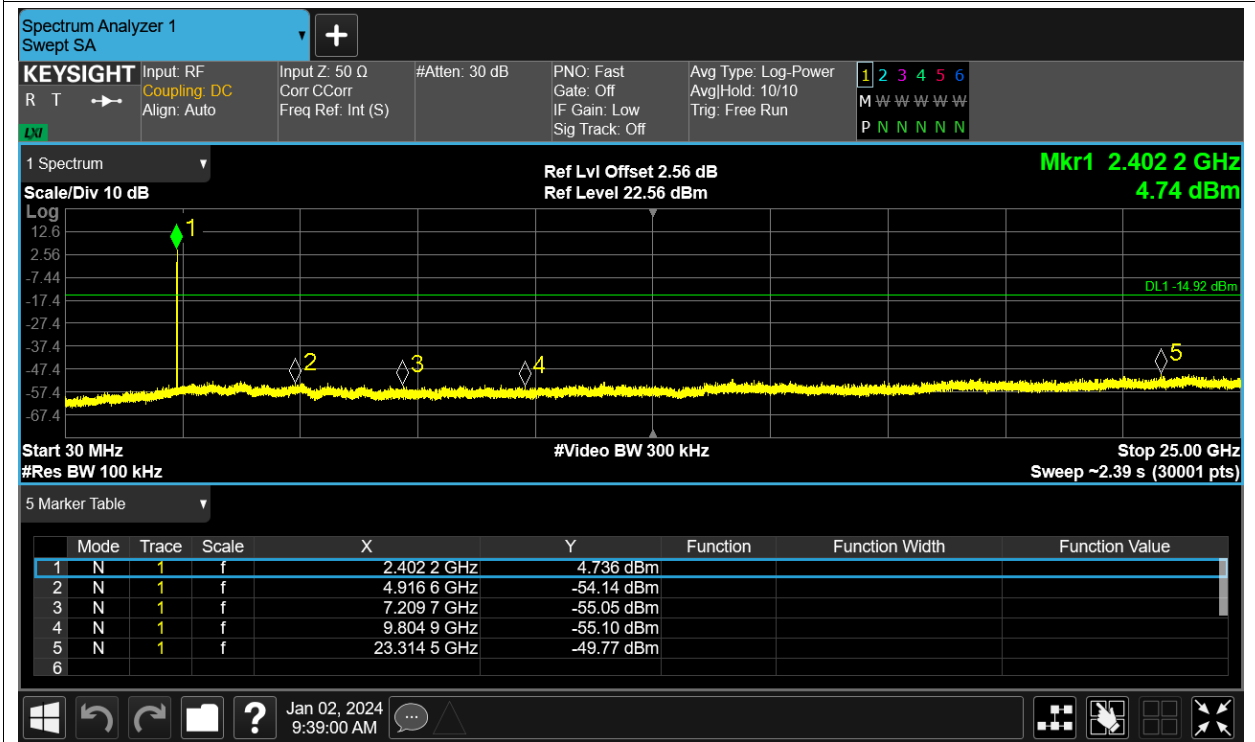 Spectrum Analyzer 1
Swept SA
KEYSIGHT
R T
LXI
Input: RF
Coupling: DC
Align: Auto
Input Z: 50 Ω
Corr CCorr
Freq Ref: Int (S)
#Atten: 30 dB
PNO: Fast
Gate: Off
IF Gain: Low
Sig Track: Off
Avg Type: Log-Power
Avg|Hold: 10/10
Trig: Free Run
1 2 3 4 5 6
M W W W W W
P N N N N N
1 Spectrum
Scale/Div 10 dB
Ref Lvl Offset 2.56 dB
Ref Level 22.56 dBm
Mkr1 2.402 2 GHz
4.74 dBm
Log
12.6
2.56
-7.44
-17.4
-27.4
-37.4
-47.4
-57.4
-67.4
1
2
3
4
5
DL1 -14.92 dBm
Start 30 MHz
#Res BW 100 kHz
#Video BW 300 kHz
Stop 25.00 GHz
Sweep ~2.39 s (30001 pts)
5 Marker Table
Mode Trace Scale X Y Function Function Width Function Value
1 N 1 f 2.402 2 GHz 4.736 dBm
2 N 1 f 4.916 6 GHz -54.14 dBm
3 N 1 f 7.209 7 GHz -55.05 dBm
4 N 1 f 9.804 9 GHz -55.10 dBm
5 N 1 f 23.314 5 GHz -49.77 dBm
6
?
Jan 02, 2024
9:39:00 AM